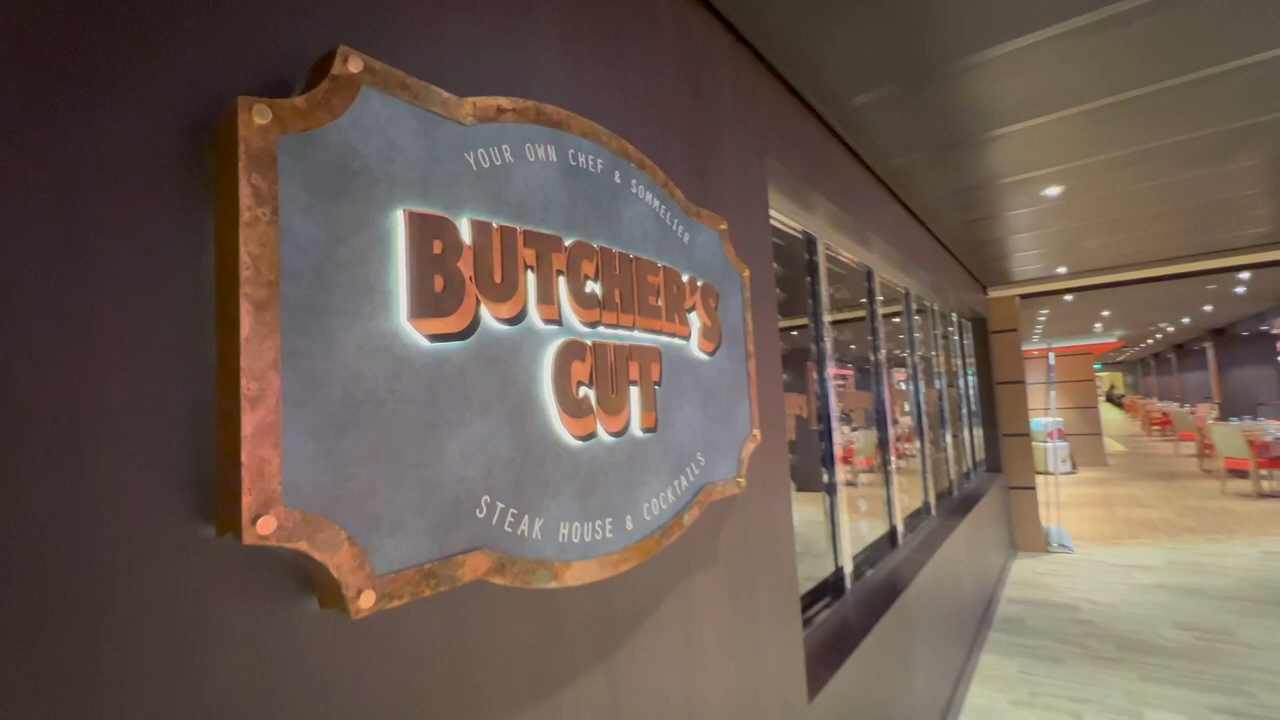 YOUR OWN CHEF & SOMMELIER
BUTCHER'S
CUT
STEAK HOUSE & COCKTAILS